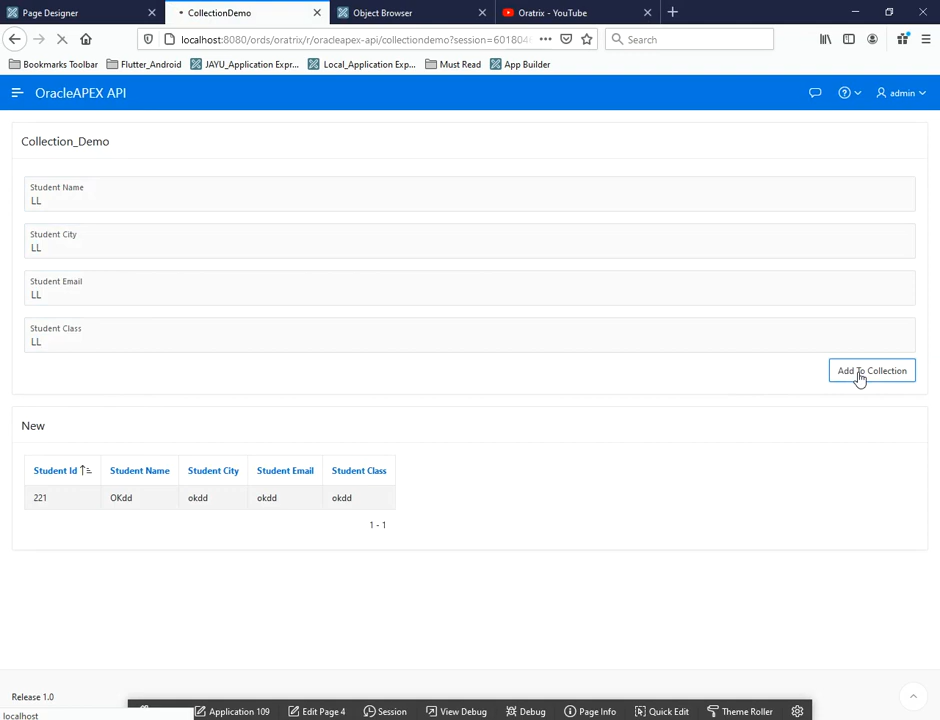 Page Designer
CollectionDemo
Object Browser
Oratrix - YouTube
localhost:8080/ords/oratrix/r/oracleapex-api/collectiondemo?session=60180
Search
Bookmarks Toolbar
Flutter_Android
JAYU_Application Expr...
Local_Application Exp...
Must Read
App Builder
OracleAPEX API
admin
Collection_Demo
Student Name
LL
Student City
LL
Student Email
LL
Student Class
LL
Add To Collection
New
Student Id Student Name Student City Student Email Student Class
221 OKdd okdd okdd okdd
1 - 1
Release 1.0
localhost
Application 109
Edit Page 4
Session
View Debug
Debug
Page Info
Quick Edit
Theme Roller